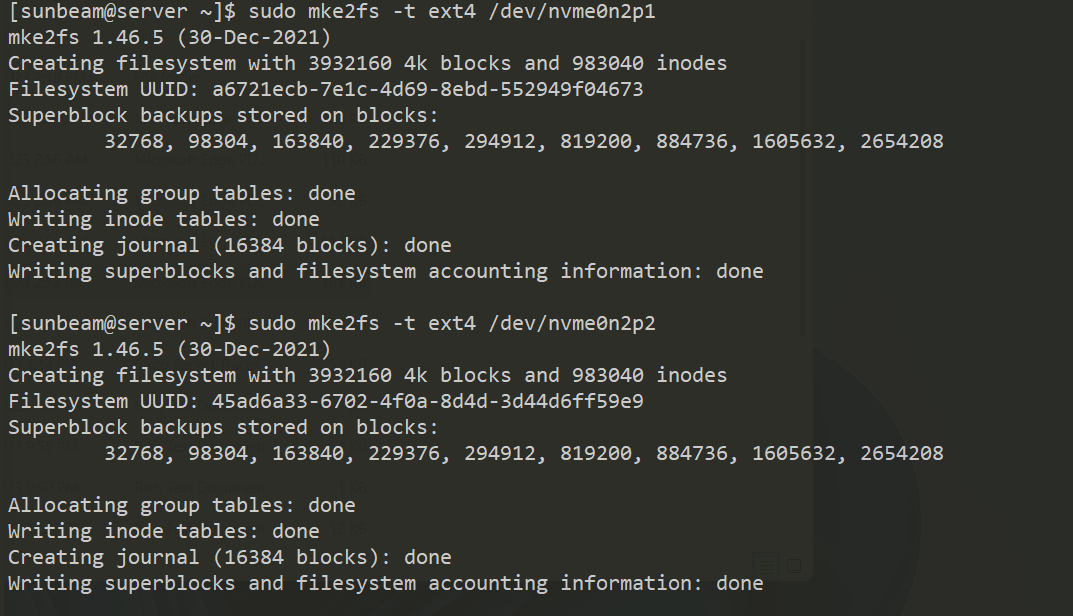 [sunbeam@server ~]$ sudo mke2fs -t ext4 /dev/nvme0n2p1
mke2fs 1.46.5 (30-Dec-2021)
Creating filesystem with 3932160 4k blocks and 983040 inodes
Filesystem UUID: a6721ecb-7e1c-4d69-8ebd-552949f04673
Superblock backups stored on blocks:
        32768, 98304, 163840, 229376, 294912, 819200, 884736, 1605632, 2654208

Allocating group tables: done
Writing inode tables: done
Creating journal (16384 blocks): done
Writing superblocks and filesystem accounting information: done

[sunbeam@server ~]$ sudo mke2fs -t ext4 /dev/nvme0n2p2
mke2fs 1.46.5 (30-Dec-2021)
Creating filesystem with 3932160 4k blocks and 983040 inodes
Filesystem UUID: 45ad6a33-6702-4f0a-8d4d-3d44d6ff59e9
Superblock backups stored on blocks:
        32768, 98304, 163840, 229376, 294912, 819200, 884736, 1605632, 2654208

Allocating group tables: done
Writing inode tables: done
Creating journal (16384 blocks): done
Writing superblocks and filesystem accounting information: done